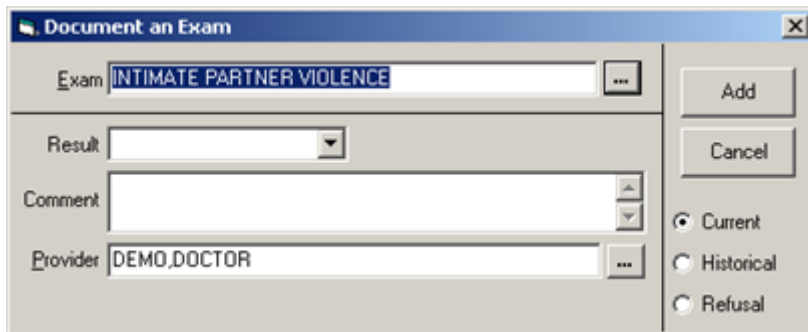 Document an Exam
Exam INTIMATE PARTNER VIOLENCE ...
Add
Result
Cancel
Comment
Current
Provider DEMO,DOCTOR ...
Historical
Refusal